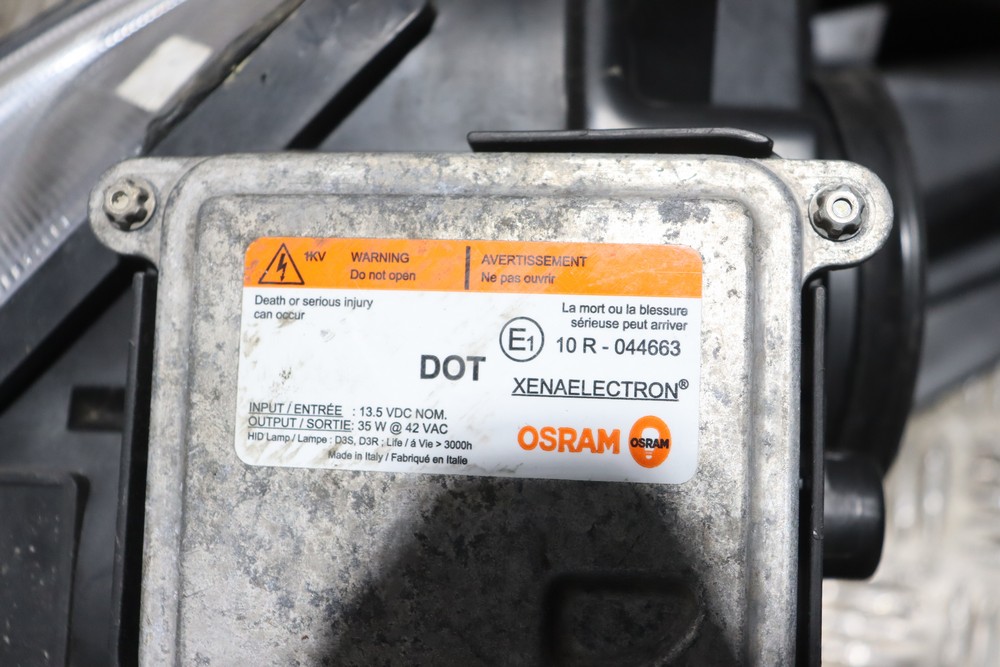 1KV WARNING AVERTISSEMENT
Do not open Ne pas ouvrir
Death or serious injury
can occur
La mort ou la blessure
sérieuse peut arriver
E1 10 R - 044663
DOT
XENAELECTRON®
INPUT / ENTRÉE : 13.5 VDC NOM.
OUTPUT / SORTIE: 35 W @ 42 VAC
HID Lamp / Lampe : D3S, D3R ; Life / á Vie > 3000h
Made in Italy / Fabriqué en Italie
OSRAM OSRAM